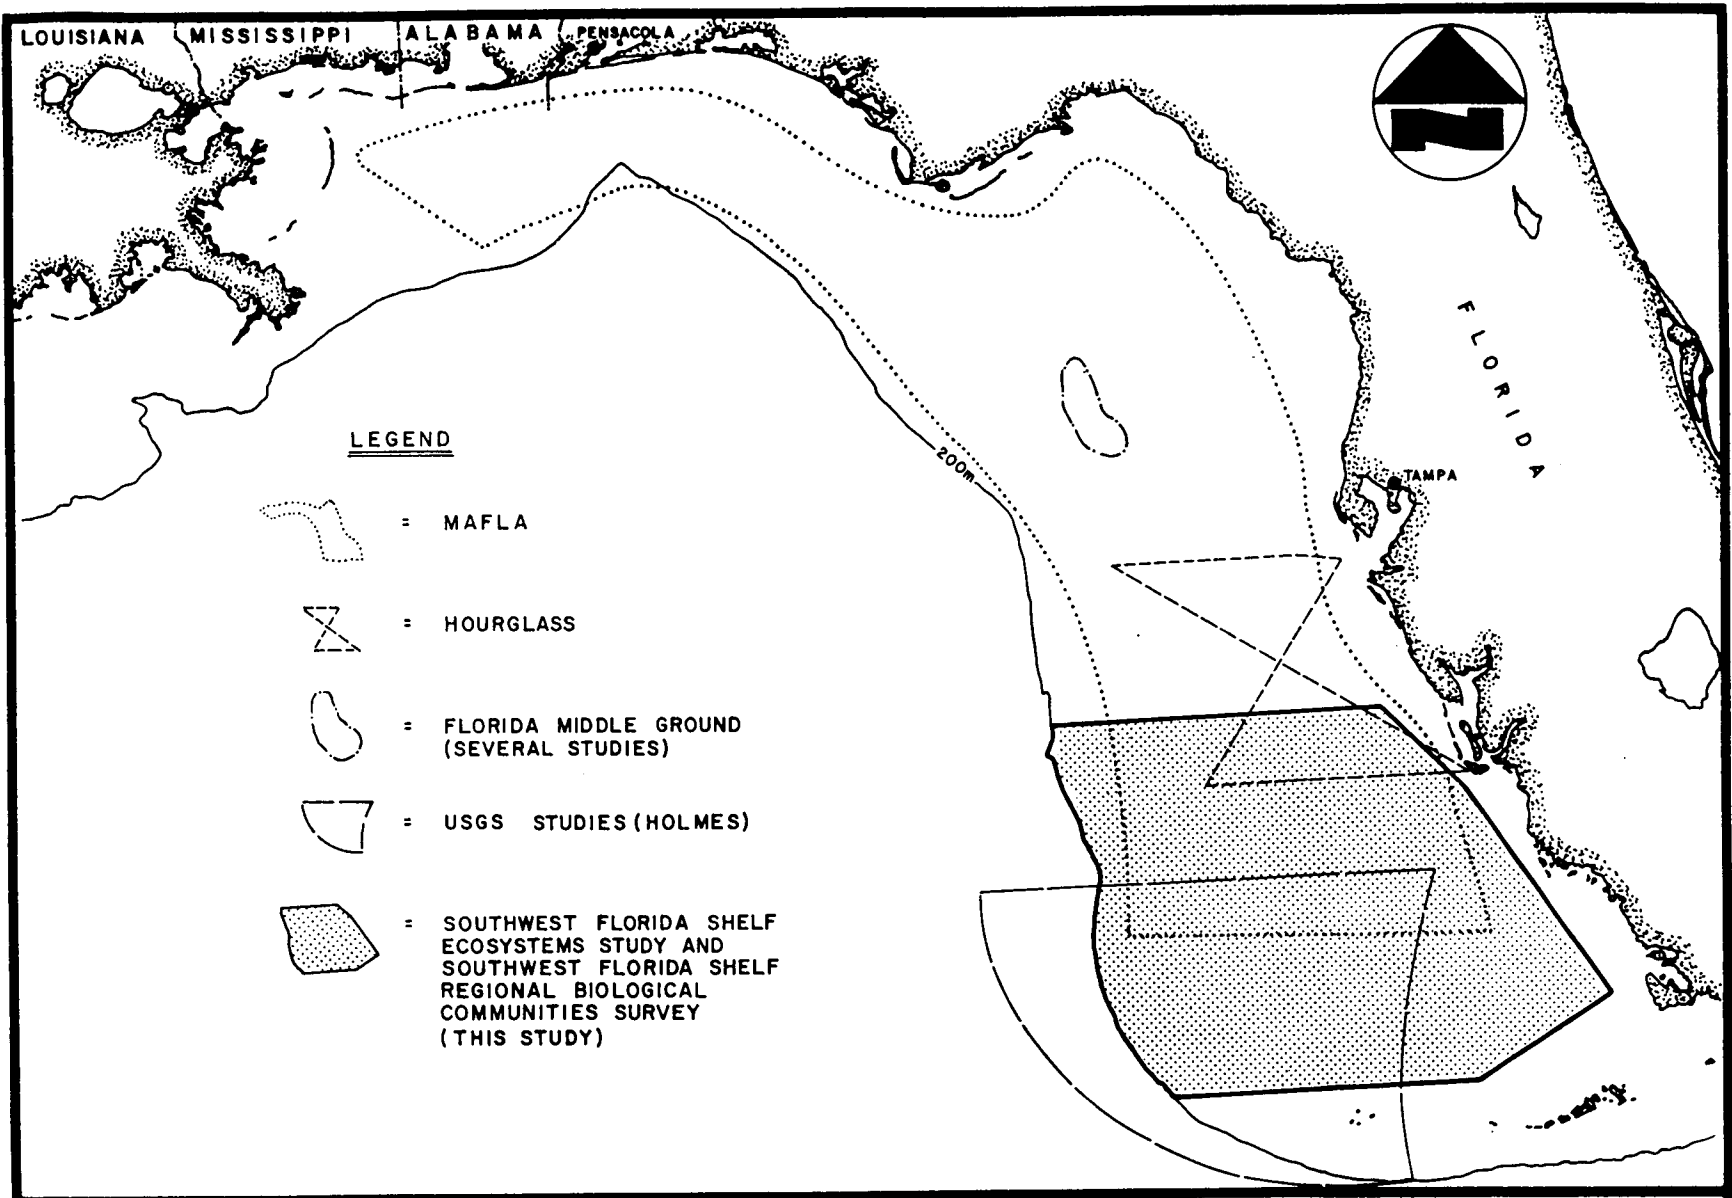 LOUISIANA
MISSISSIPPI
ALABAMA
PENSACOLA
N
FLORIDA
TAMPA
200m
LEGEND
= MAFLA
= HOURGLASS
= FLORIDA MIDDLE GROUND
(SEVERAL STUDIES)
= USGS STUDIES (HOLMES)
= SOUTHWEST FLORIDA SHELF
ECOSYSTEMS STUDY AND
SOUTHWEST FLORIDA SHELF
REGIONAL BIOLOGICAL
COMMUNITIES SURVEY
(THIS STUDY)